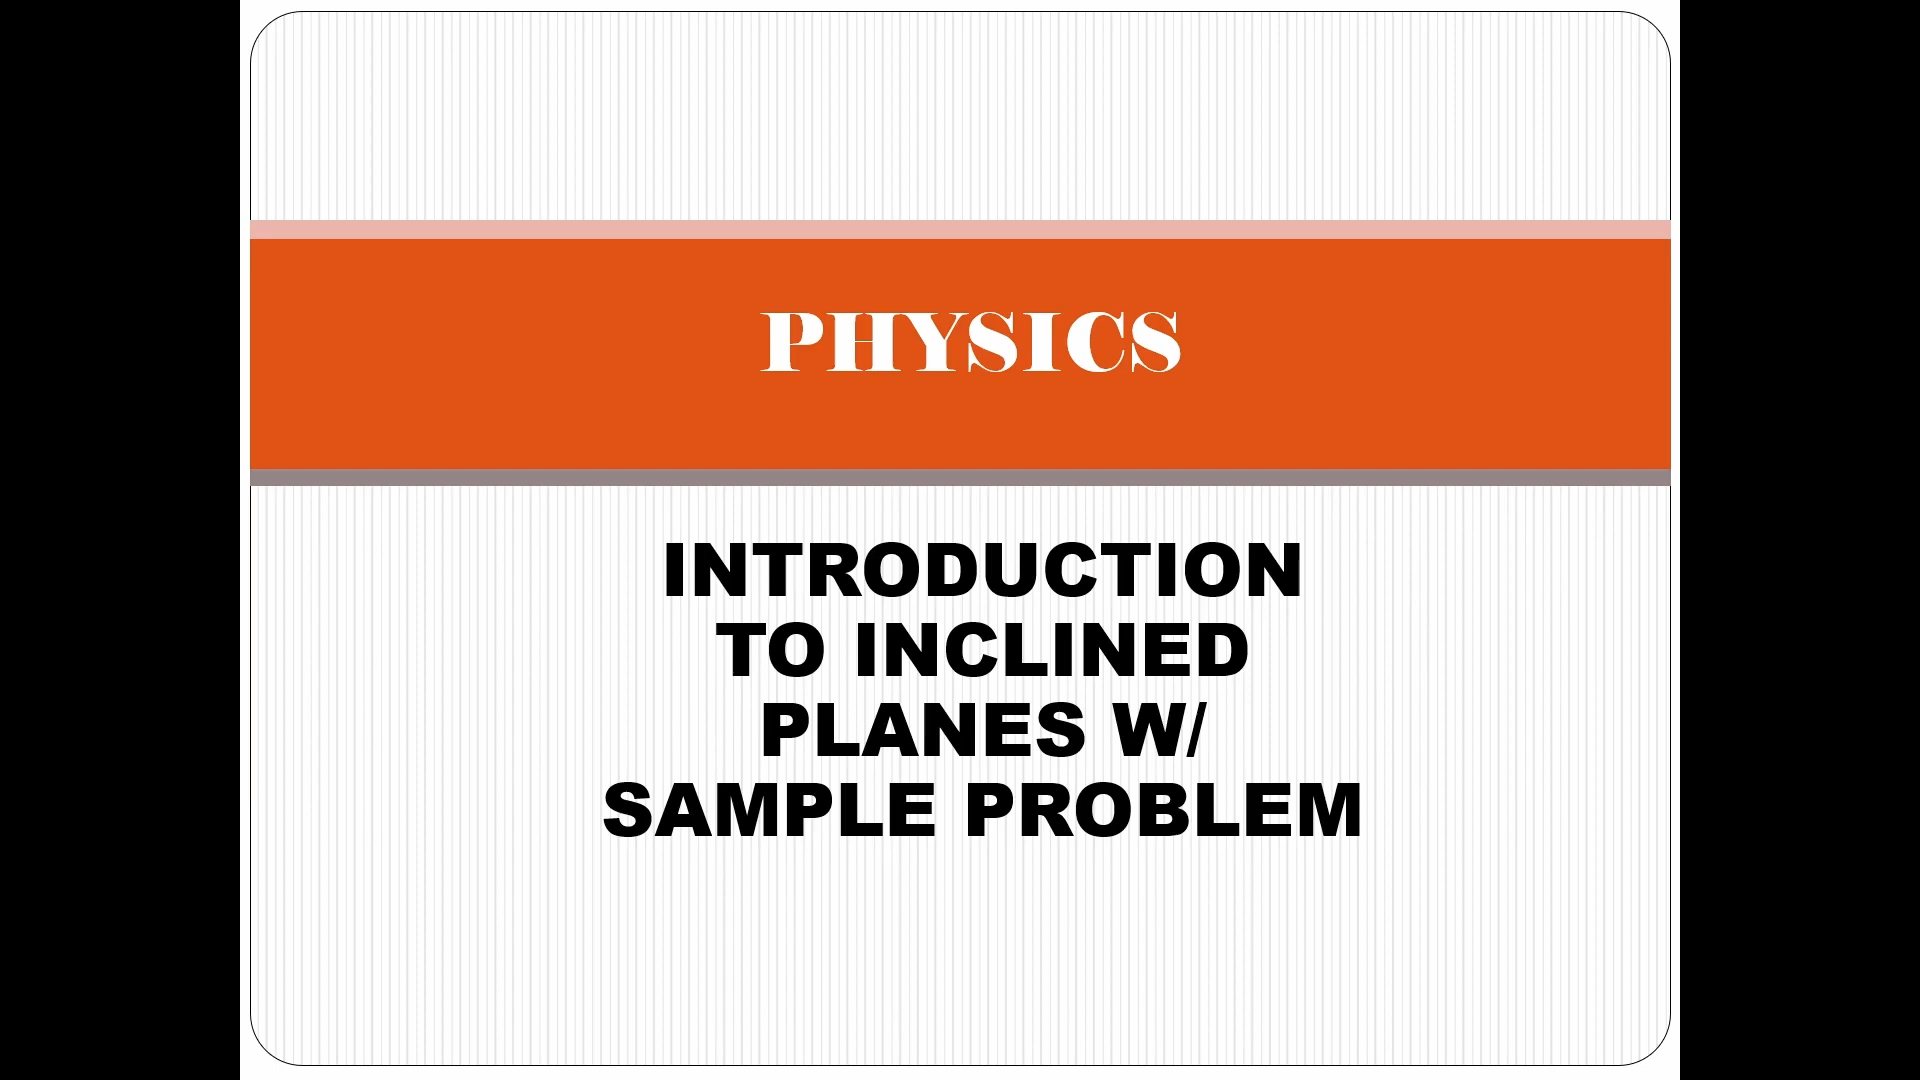 PHYSICS
INTRODUCTION
TO INCLINED
PLANES W/
SAMPLE PROBLEM